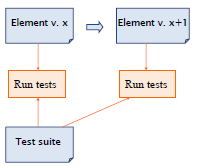 Element v. x
Element v. x+1
Run tests
Run tests
Test suite